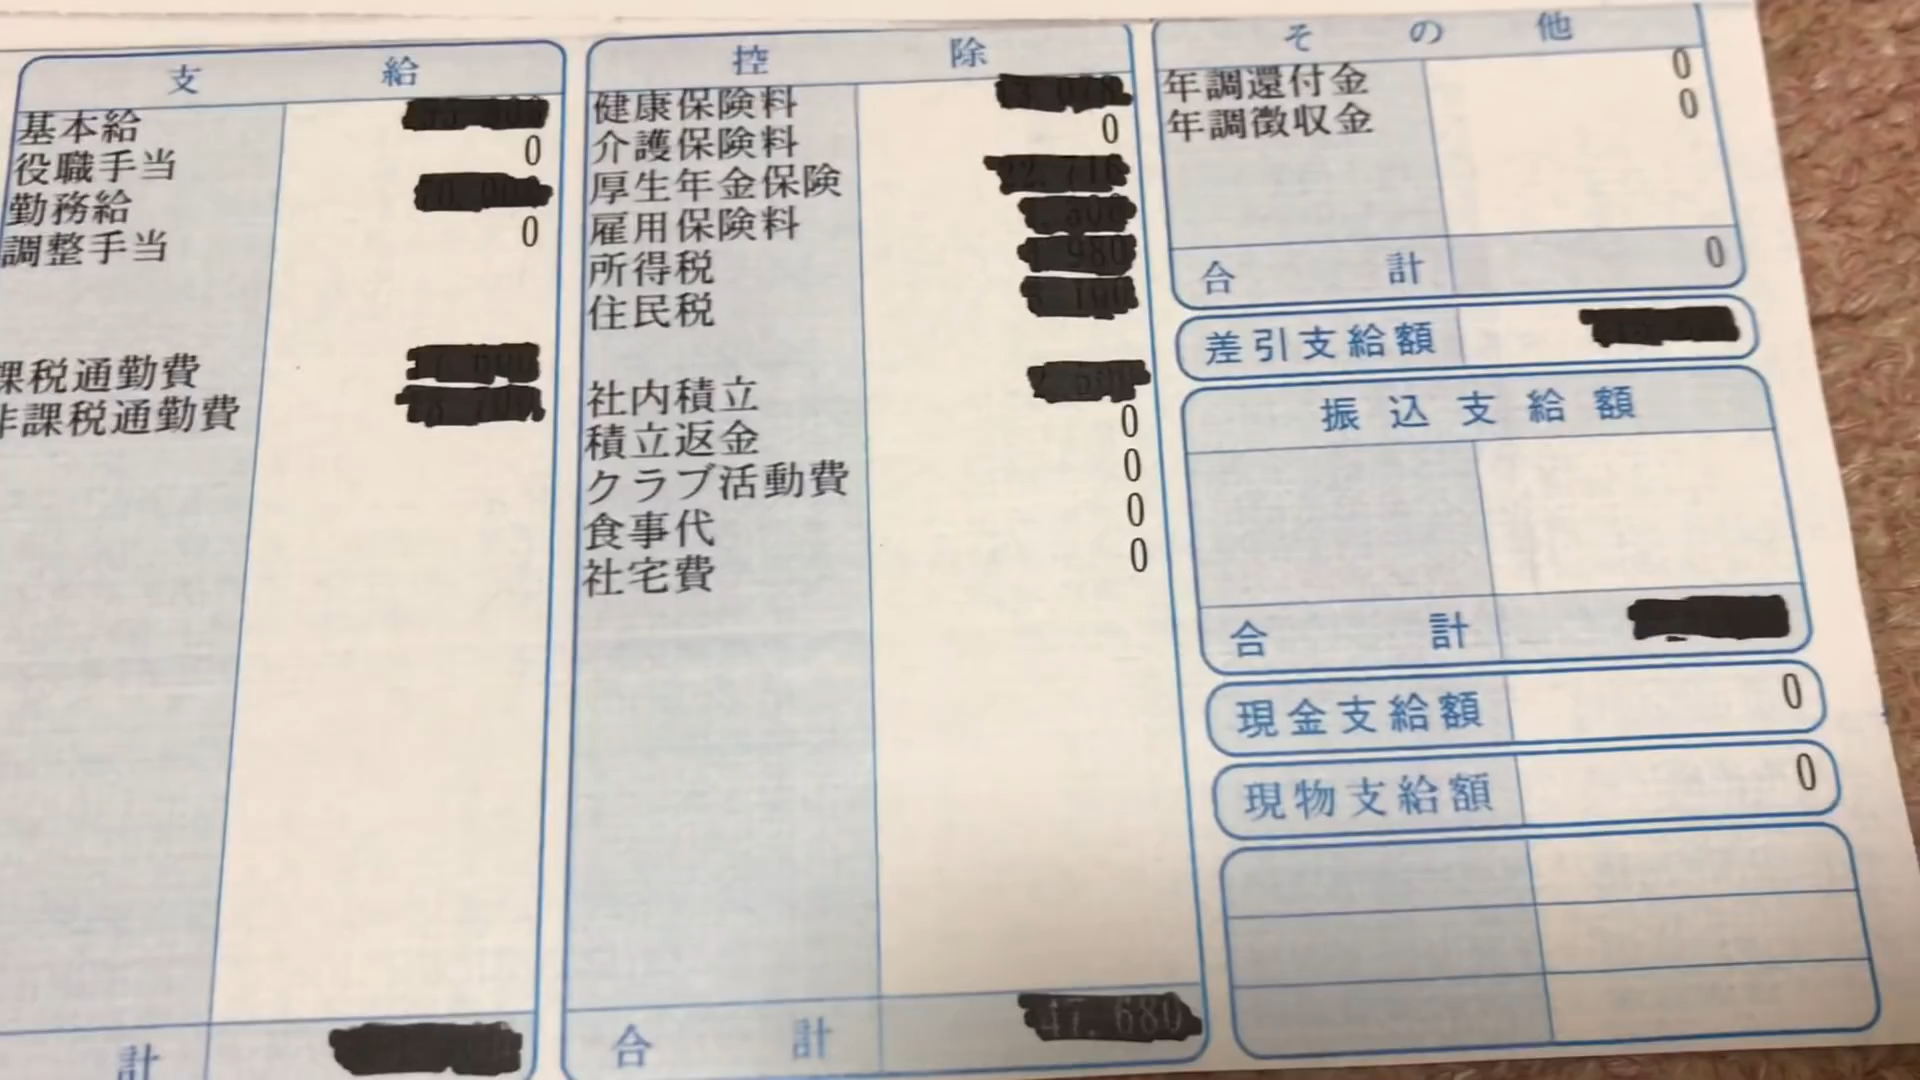 支給
基本給
役職手当 0
勤務給
調整手当 0
課税通勤費
非課税通勤費
計
控除
健康保険料
介護保険料 0
厚生年金保険
雇用保険料
所得税
住民税
社内積立
積立返金 0
クラブ活動費 0
食事代 0
社宅費 0
合計 47,680
その他
年調還付金 0
年調徴収金 0
合計 0
差引支給額
振込支給額
合計
現金支給額 0
現物支給額 0